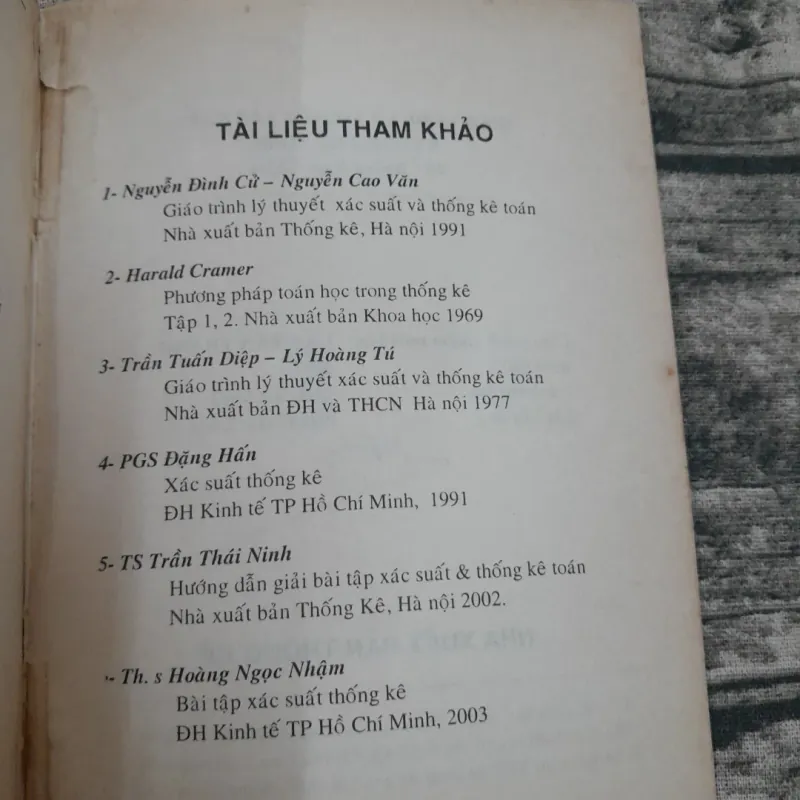 TÀI LIỆU THAM KHẢO
1- Nguyễn Đình Cử – Nguyễn Cao Văn
Giáo trình lý thuyết xác suất và thống kê toán
Nhà xuất bản Thống kê, Hà nội 1991
2- Harald Cramer
Phương pháp toán học trong thống kê
Tập 1, 2. Nhà xuất bản Khoa học 1969
3- Trần Tuấn Diệp – Lý Hoàng Tú
Giáo trình lý thuyết xác suất và thống kê toán
Nhà xuất bản ĐH và THCN Hà nội 1977
4- PGS Đặng Hấn
Xác suất thống kê
ĐH Kinh tế TP Hồ Chí Minh, 1991
5- TS Trần Thái Ninh
Hướng dẫn giải bài tập xác suất & thống kê toán
Nhà xuất bản Thống Kê, Hà nội 2002.
- Th. s Hoàng Ngọc Nhậm
Bài tập xác suất thống kê
ĐH Kinh tế TP Hồ Chí Minh, 2003